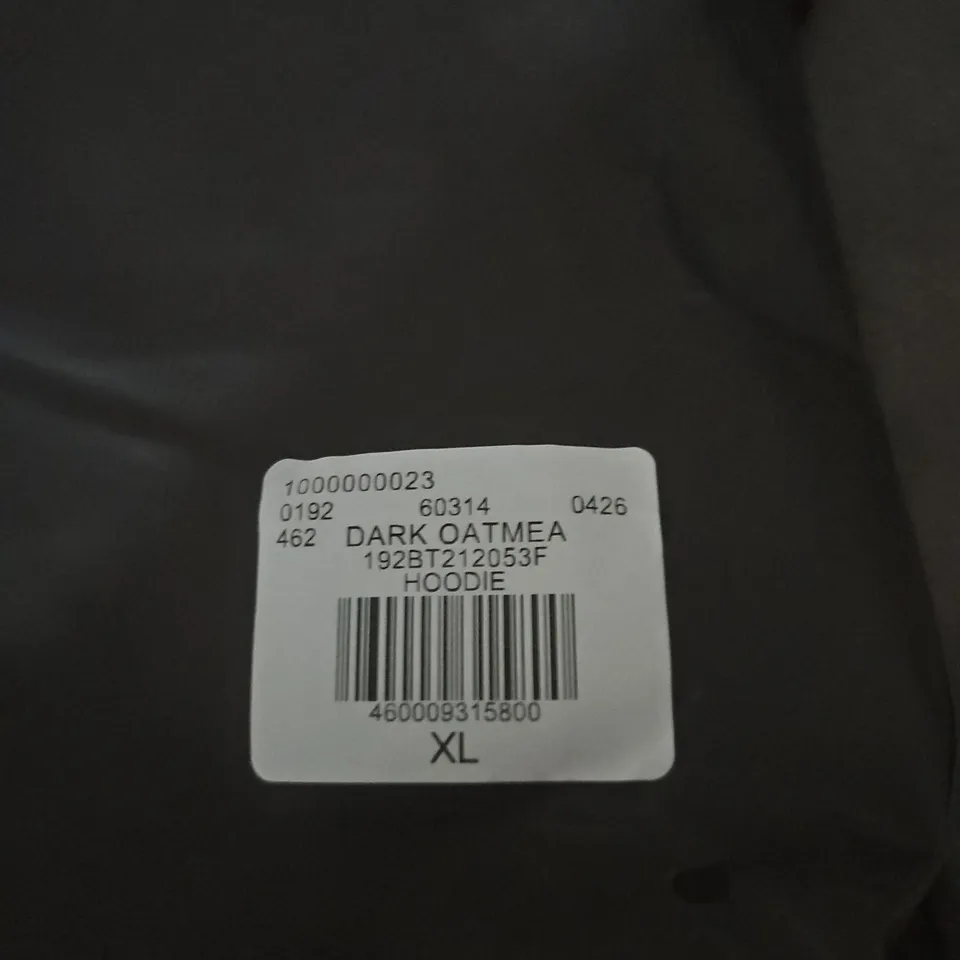 1000000023
0192 60314 0426
462 DARK OATMEA
192BT212053F
HOODIE
460009315800
XL